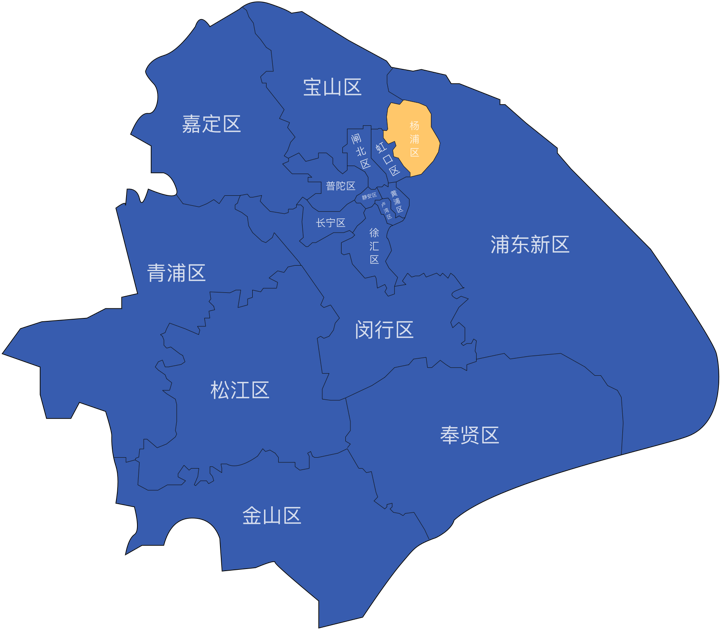 宝山区
嘉定区
杨浦区
闸北区
虹口区
普陀区
静安区
黄浦区
卢湾区
长宁区
徐汇区
浦东新区
青浦区
闵行区
松江区
奉贤区
金山区